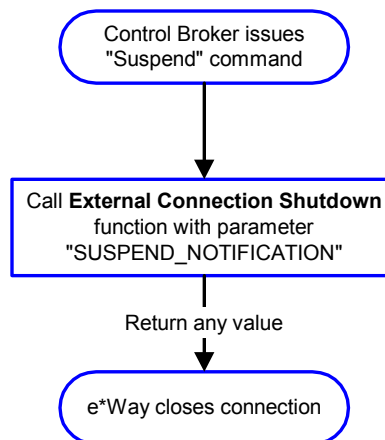 Control Broker issues
"Suspend" command
Call External Connection Shutdown
function with parameter
"SUSPEND_NOTIFICATION"
Return any value
e*Way closes connection